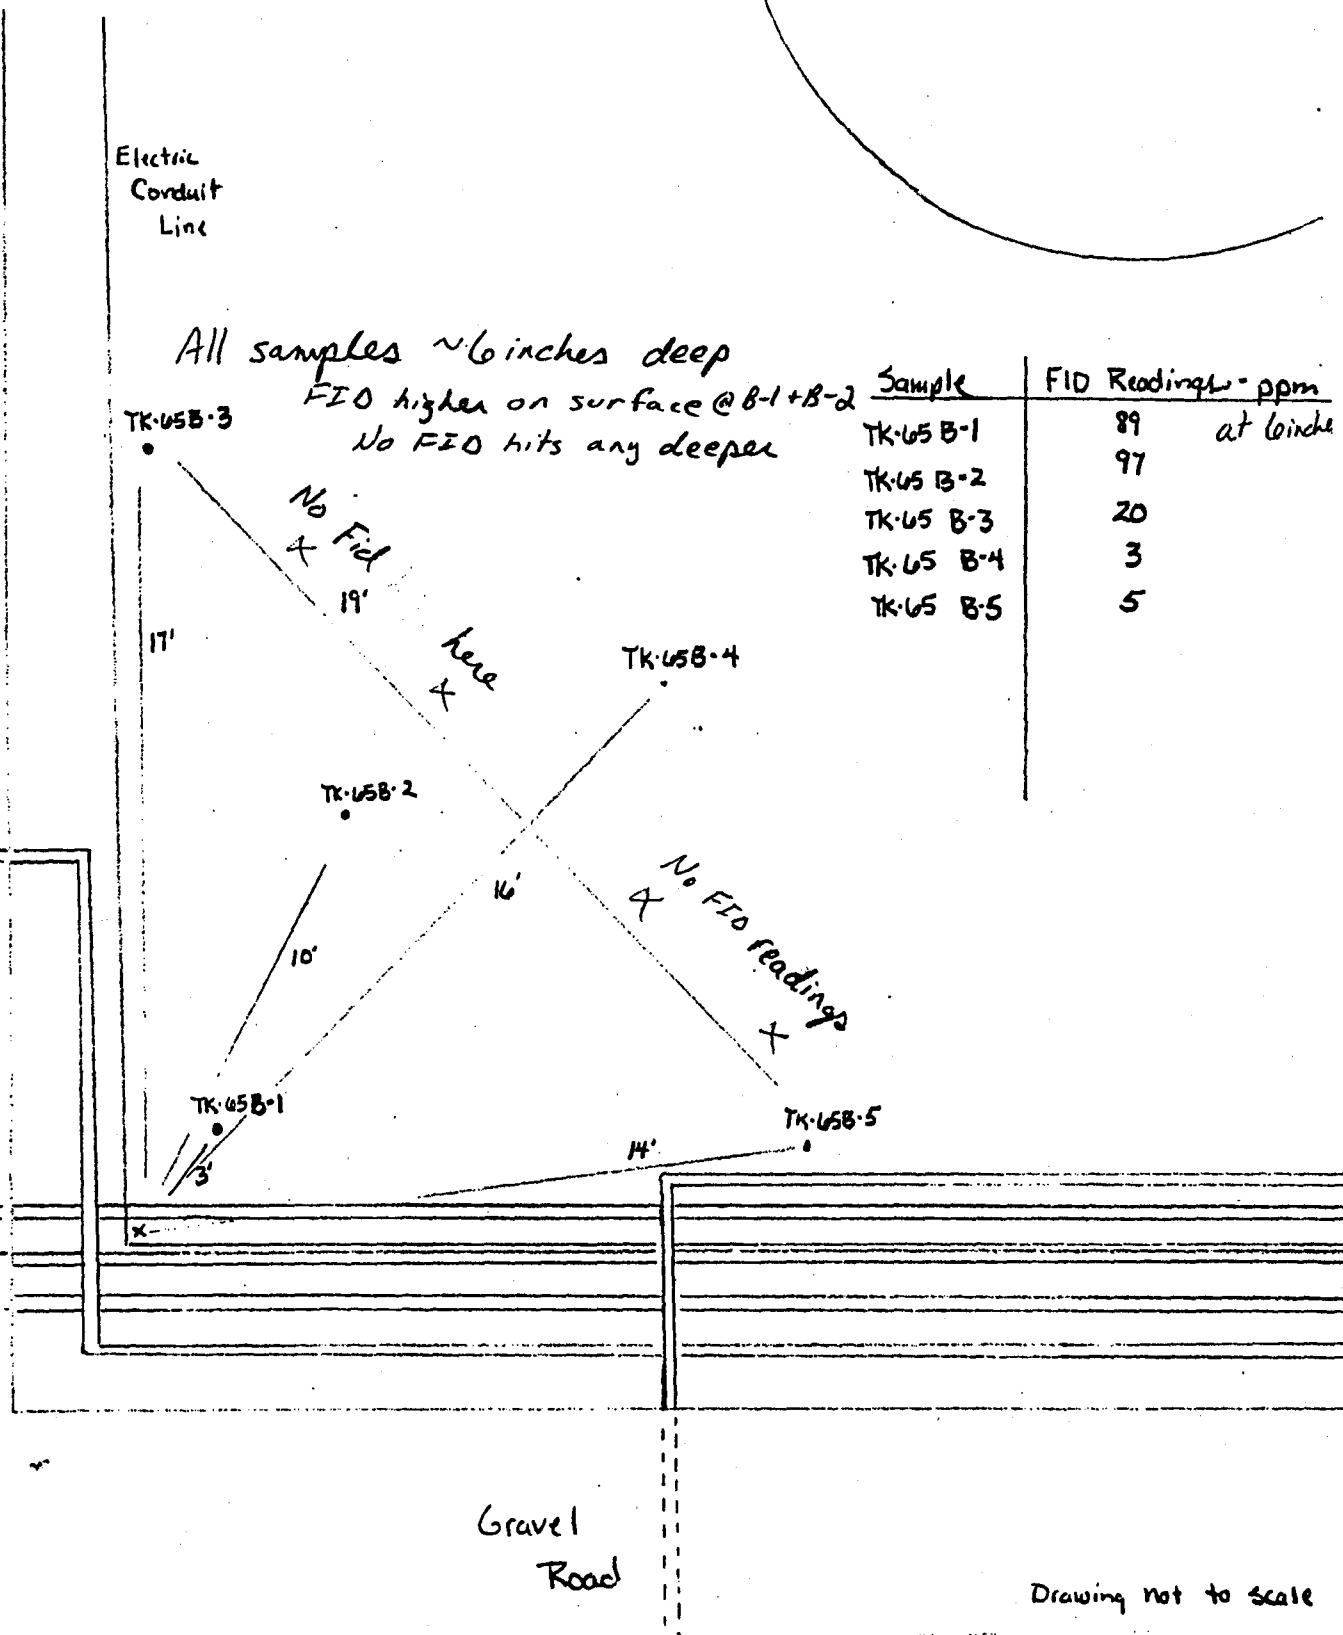 Electric
Conduit
Line
All samples ~6 inches deep
FID higher on surface @ B-1 + B-2
No FID hits any deeper
Sample FID Readings - ppm
at 6 inche
TK-65 B-1 89
TK-65 B-2 97
TK-65 B-3 20
TK-65 B-4 3
TK-65 B-5 5
TK-65B-3
No Fid
x
19'
17'
here
x
TK-65B-4
TK-65B-2
16'
No FID readings
x
x
10'
TK-65B-1
3'
TK-65B-5
14'
x
Gravel
Road
Drawing not to scale